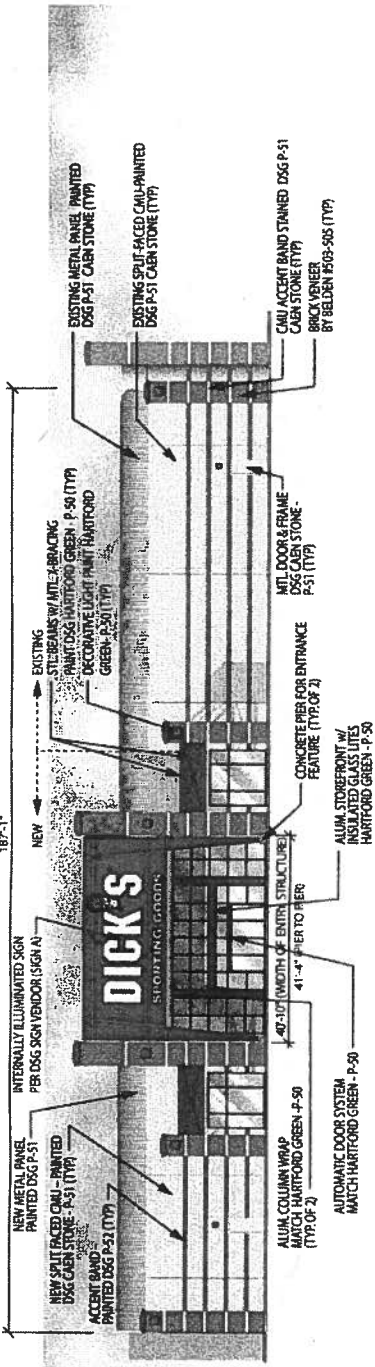 187'-1"
NEW
EXISTING
INTERNALLY ILLUMINATED SIGN
PER DSG SIGN VENDOR (SIGN A)
NEW METAL PANEL
PAINTED DSG P-51
NEW SPLIT FACED CMU - PAINTED
DSG CAEN STONE - P-51 (TYP)
ACCENT BAND -
PAINTED DSG P-52 (TYP)
STL BEAMS W/ MTL X-BRACING
PAINT DSG HARTFORD GREEN - P-50 (TYP)
DECORATIVE LIGHT PAINT HARTFORD
GREEN - P-50 (TYP)
EXISTING METAL PANEL PAINTED
DSG P-51 CAEN STONE (TYP)
EXISTING SPLIT-FACED CMU-PAINTED
DSG P-51 CAEN STONE (TYP)
DICK'S
SPORTING GOODS
CMU ACCENT BAND STAINED DSG P-51
CAEN STONE (TYP)
BRICK VENEER
BY BELDEN #503-505 (TYP)
MTL DOOR & FRAME -
DSG CAEN STONE -
P-51 (TYP)
CONCRETE PIER FOR ENTRANCE
FEATURE (TYP. OF 2)
40'-10" (WIDTH OF ENTRY STRUCTURE)
41'-4" (PIER TO PIER)
ALUM. STOREFRONT W/
INSULATED GLASS LITES
HARTFORD GREEN - P-50
ALUM COLUMN WRAP
MATCH HARTFORD GREEN - P-50
(TYP. OF 2)
AUTOMATIC DOOR SYSTEM
MATCH HARTFORD GREEN - P-50